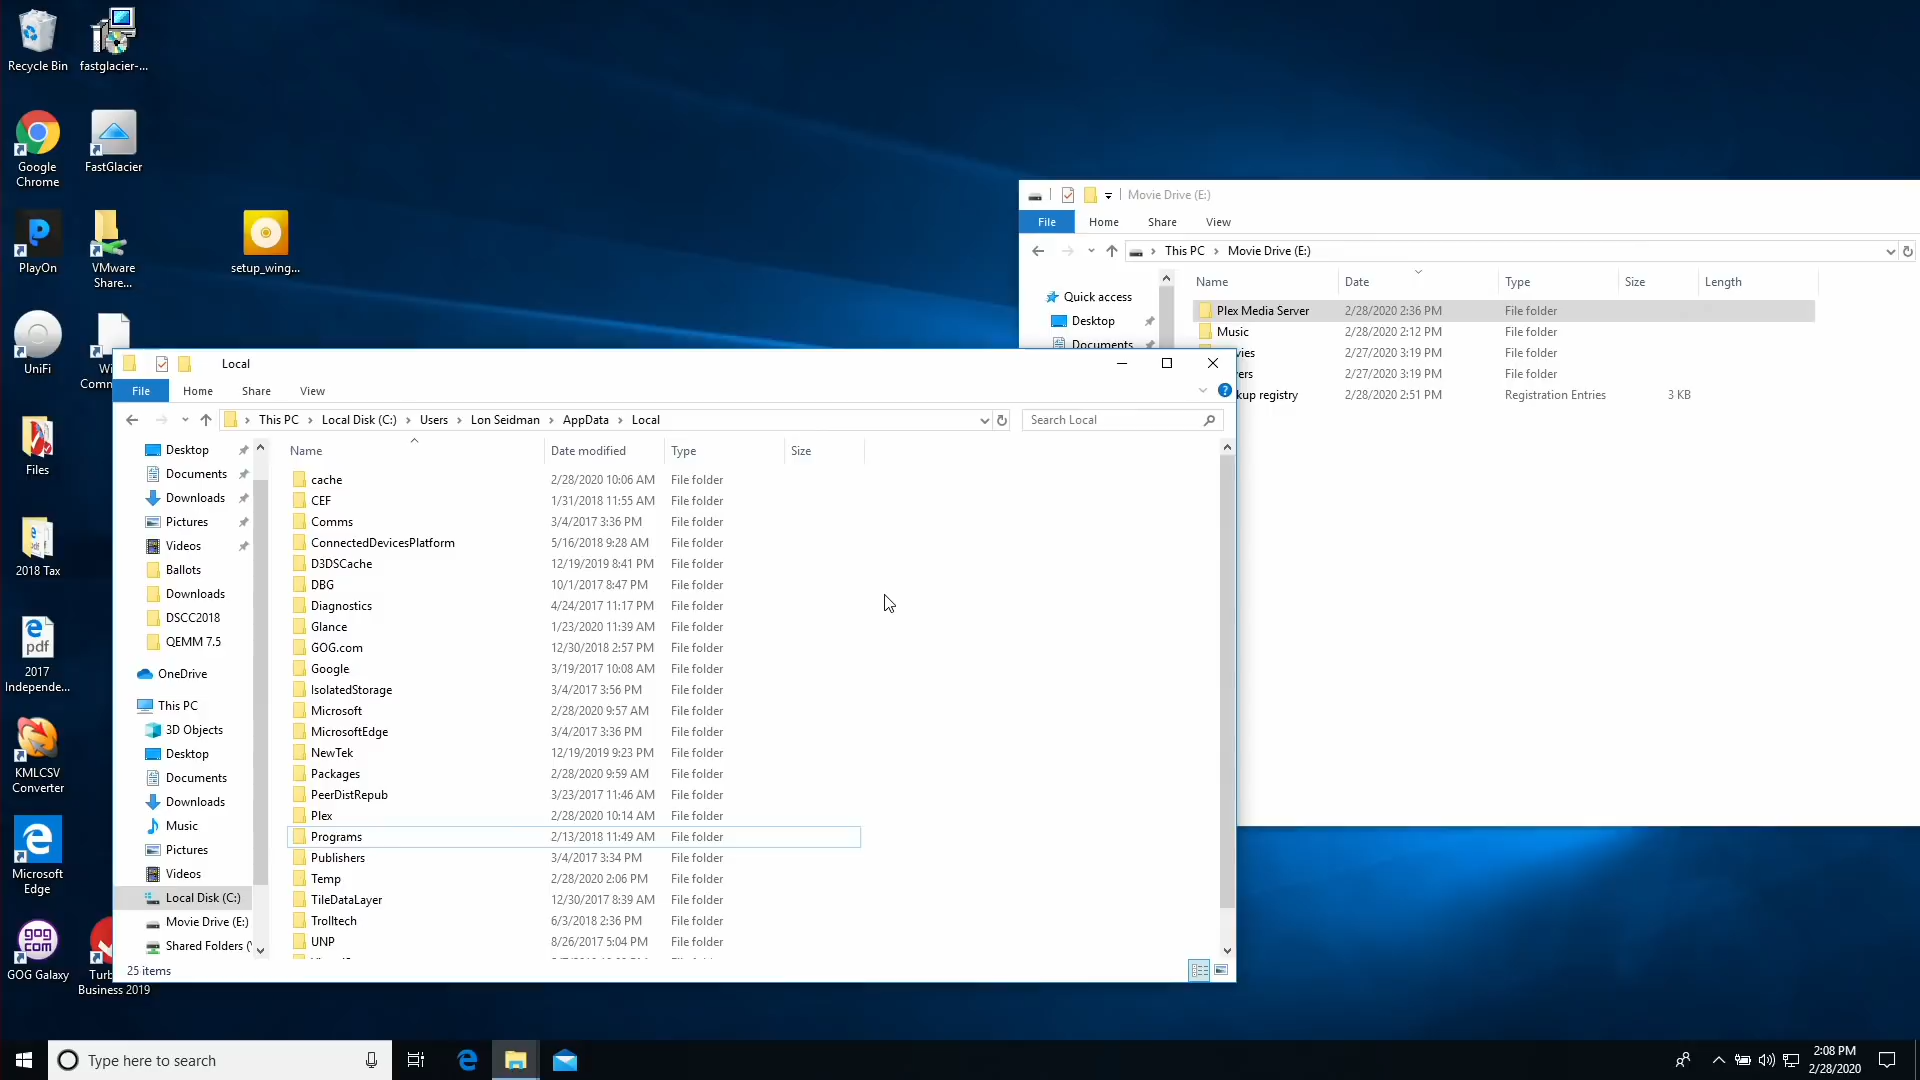 Recycle Bin
fastglacier-...
Google
Chrome
FastGlacier
PlayOn
VMware
Share...
setup_wing...
UniFi
Wi
Comm
Files
2018 Tax
2017
Independe...
KMLCSV
Converter
Microsoft
Edge
GOG Galaxy
Turb
Business 2019
Movie Drive (E:)
File Home Share View
This PC > Movie Drive (E:)
Name Date Type Size Length
Quick access
Desktop
Documents
Plex Media Server 2/28/2020 2:36 PM File folder
Music 2/28/2020 2:12 PM File folder
vies 2/27/2020 3:19 PM File folder
vers 2/27/2020 3:19 PM File folder
kup registry 2/28/2020 2:51 PM Registration Entries 3 KB
Local
File Home Share View
This PC > Local Disk (C:) > Users > Lon Seidman > AppData > Local
Search Local
Desktop
Documents
Downloads
Pictures
Videos
Ballots
Downloads
DSCC2018
QEMM 7.5
OneDrive
This PC
3D Objects
Desktop
Documents
Downloads
Music
Pictures
Videos
Local Disk (C:)
Movie Drive (E:)
Shared Folders (
Name Date modified Type Size
cache 2/28/2020 10:06 AM File folder
CEF 1/31/2018 11:55 AM File folder
Comms 3/4/2017 3:36 PM File folder
ConnectedDevicesPlatform 5/16/2018 9:28 AM File folder
D3DSCache 12/19/2019 8:41 PM File folder
DBG 10/1/2017 8:47 PM File folder
Diagnostics 4/24/2017 11:17 PM File folder
Glance 1/23/2020 11:39 AM File folder
GOG.com 12/30/2018 2:57 PM File folder
Google 3/19/2017 10:08 AM File folder
IsolatedStorage 3/4/2017 3:56 PM File folder
Microsoft 2/28/2020 9:57 AM File folder
MicrosoftEdge 3/4/2017 3:36 PM File folder
NewTek 12/19/2019 9:23 PM File folder
Packages 2/28/2020 9:59 AM File folder
PeerDistRepub 3/23/2017 11:46 AM File folder
Plex 2/28/2020 10:14 AM File folder
Programs 2/13/2018 11:49 AM File folder
Publishers 3/4/2017 3:34 PM File folder
Temp 2/28/2020 2:06 PM File folder
TileDataLayer 12/30/2017 8:39 AM File folder
Trolltech 6/3/2018 2:36 PM File folder
UNP 8/26/2017 5:04 PM File folder
25 items
Type here to search
2:08 PM
2/28/2020